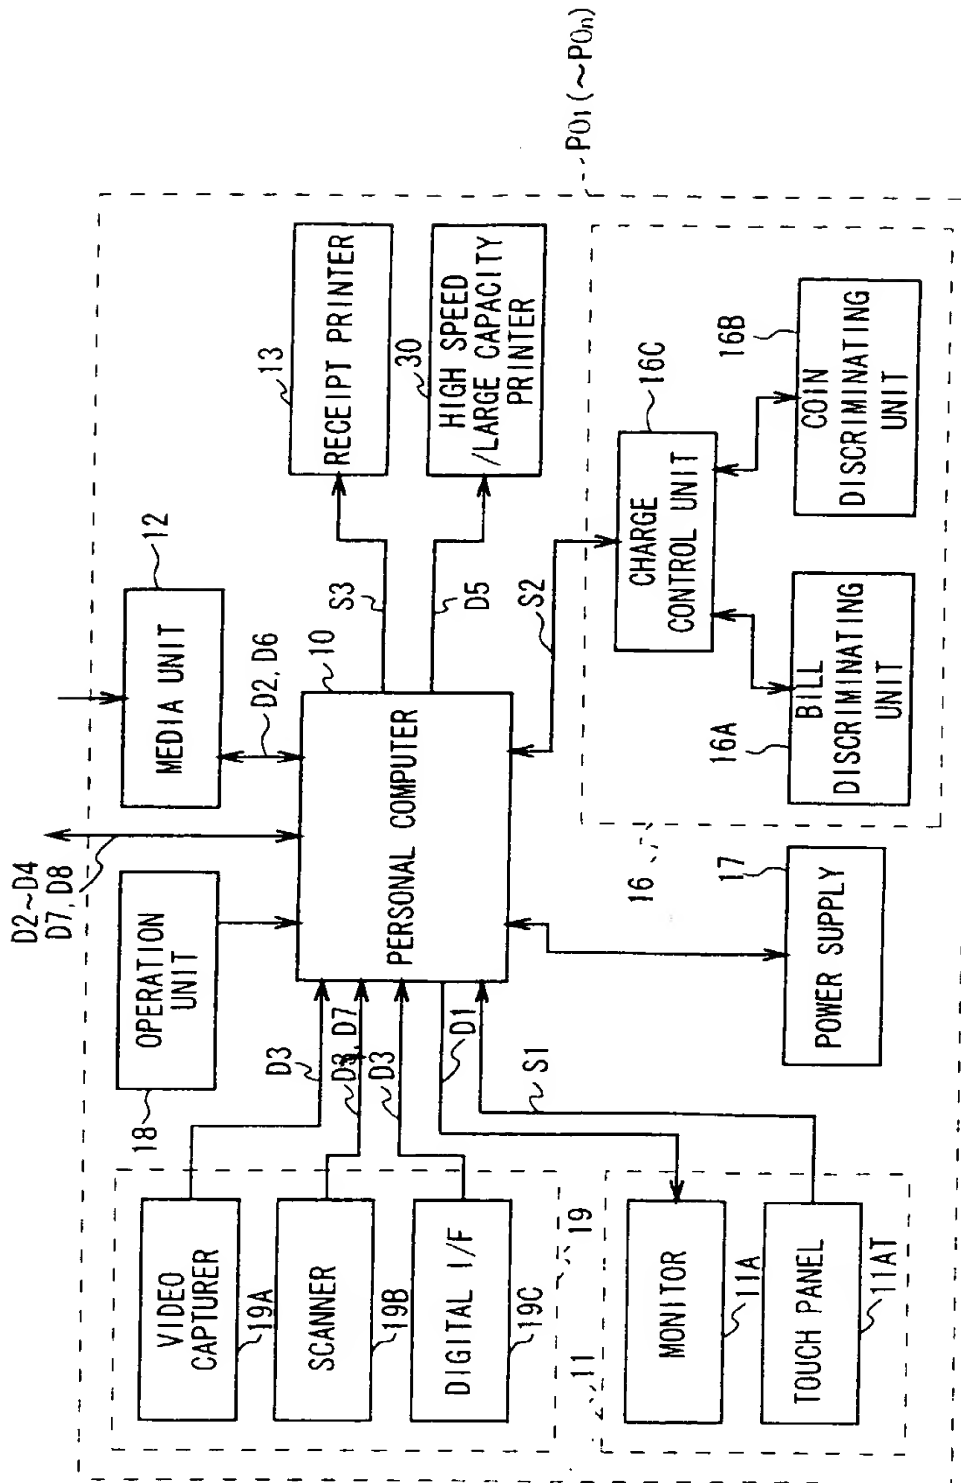 PO1 (~POn)
D2~D4
D7, D8
OPERATION
UNIT
18
MEDIA UNIT
12
D2, D6
VIDEO
CAPTURER
19A
SCANNER
19B
DIGITAL I/F
19C
19
D3
D3, D7
D3
D1
S1
PERSONAL COMPUTER
10
S3
D5
S2
RECEIPT PRINTER
13
HIGH SPEED
/LARGE CAPACITY
PRINTER
30
MONITOR
11A
TOUCH PANEL
11AT
11
POWER SUPPLY
17
16
CHARGE
CONTROL UNIT
16C
BILL
DISCRIMINATING
UNIT
16A
COIN
DISCRIMINATING
UNIT
16B